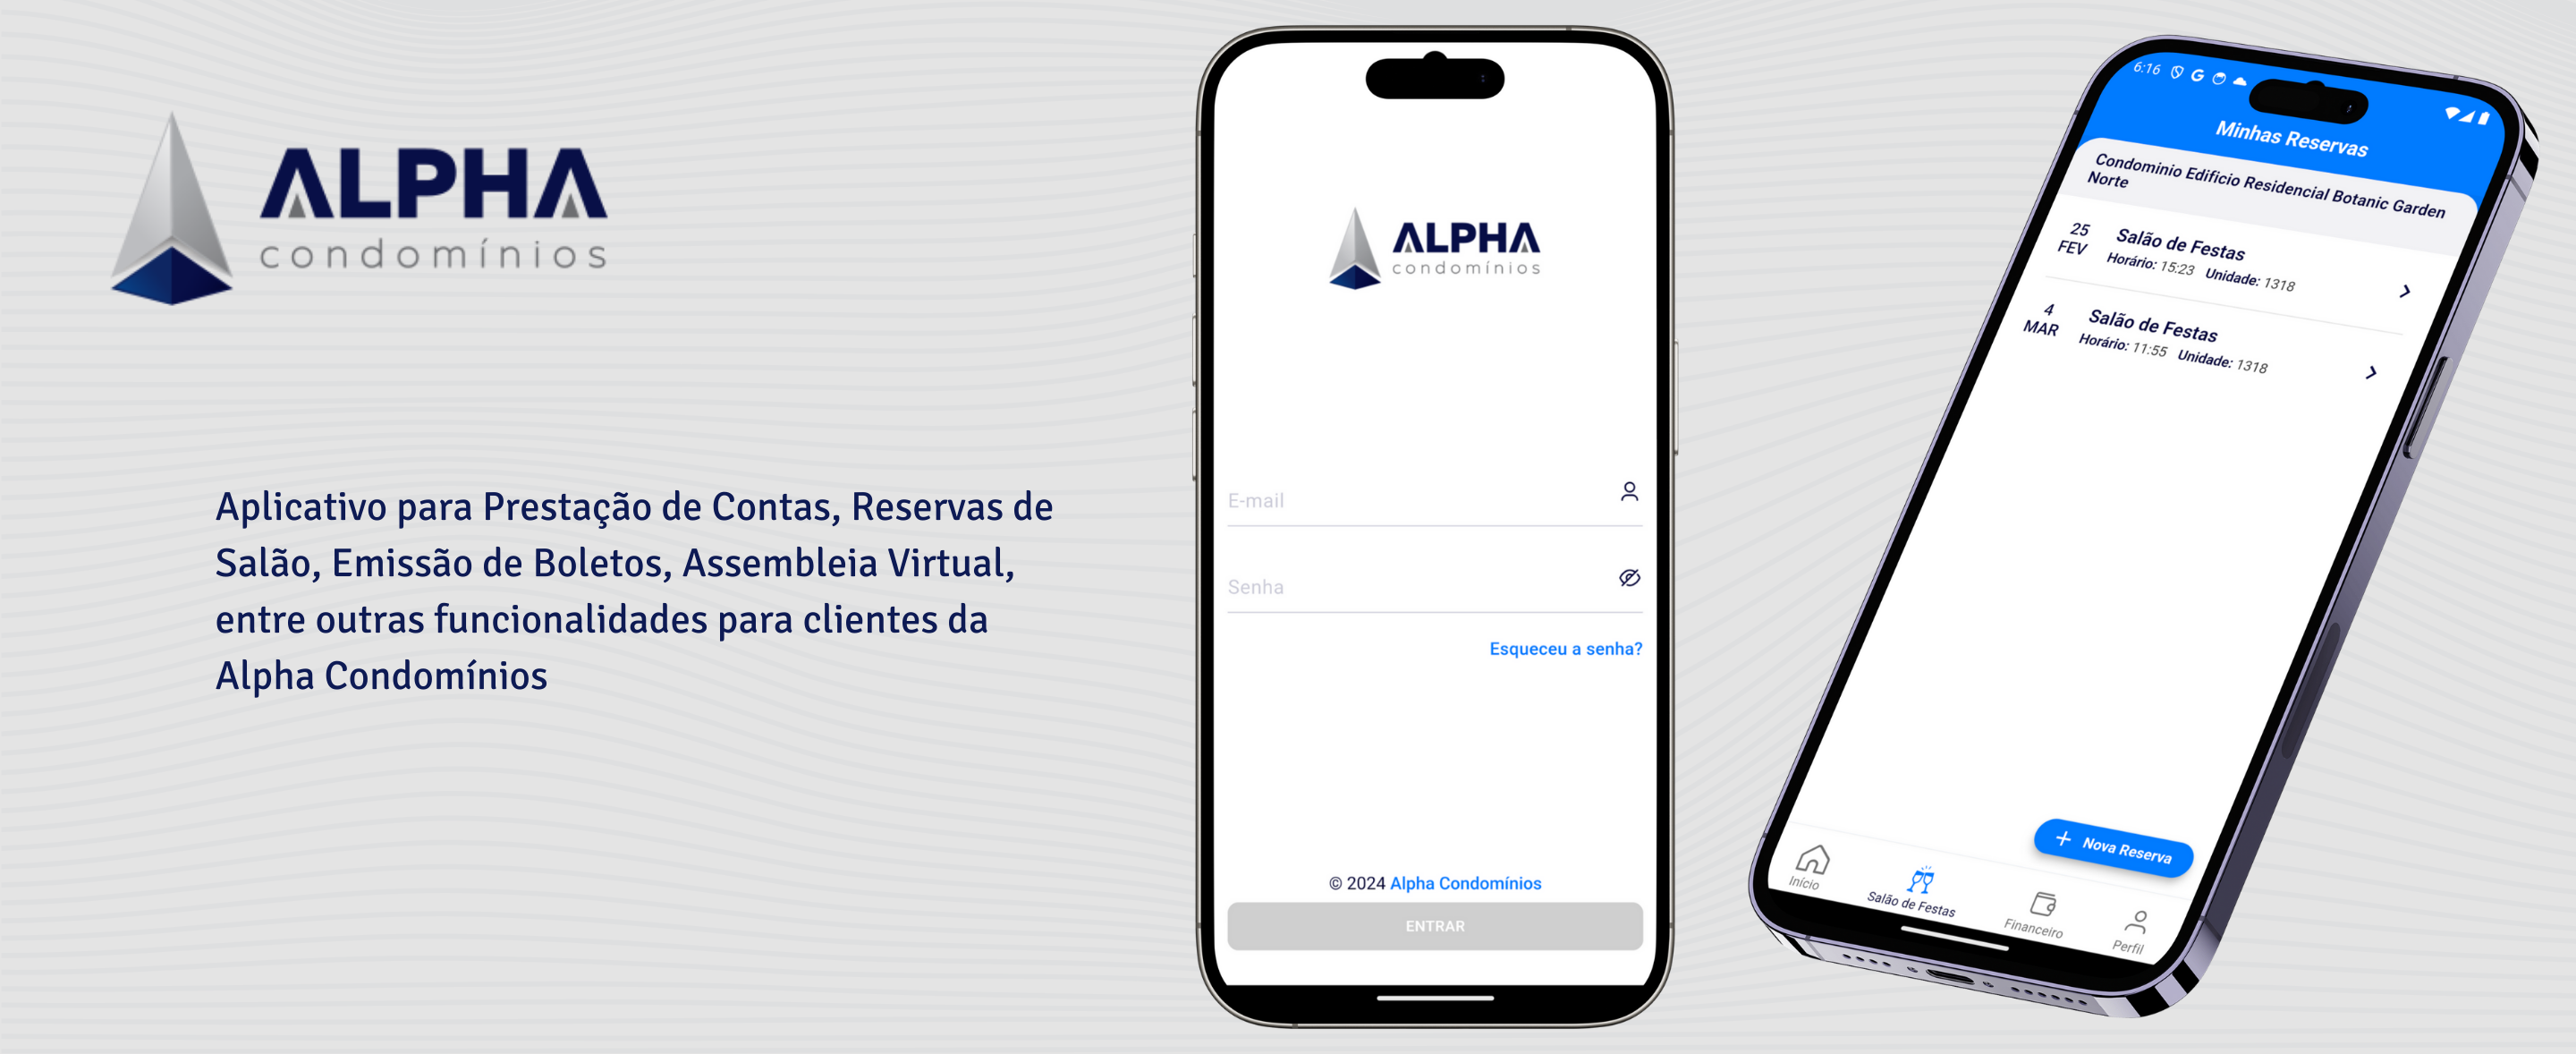 ALPHA
condomínios
Aplicativo para Prestação de Contas, Reservas de
Salão, Emissão de Boletos, Assembleia Virtual,
entre outras funcionalidades para clientes da
Alpha Condomínios
ALPHA
condomínios
E-mail
Senha
Esqueceu a senha?
© 2024 Alpha Condomínios
ENTRAR
6:16
Minhas Reservas
Condominio Edificio Residencial Botanic Garden
Norte
25
FEV
Salão de Festas
Horário: 15:23 Unidade: 1318
4
MAR
Salão de Festas
Horário: 11:55 Unidade: 1318
+ Nova Reserva
Início
Salão de Festas
Financeiro
Perfil